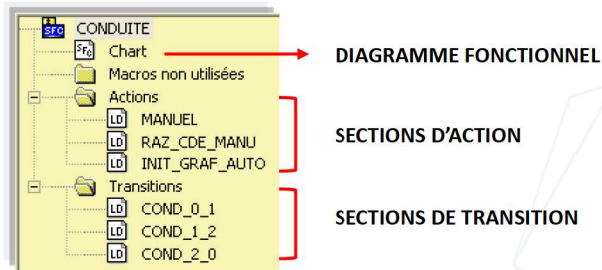 SFC CONDUITE
SFC Chart
DIAGRAMME FONCTIONNEL
Macros non utilisées
Actions
LD MANUEL
LD RAZ_CDE_MANU
SECTIONS D'ACTION
LD INIT_GRAF_AUTO
Transitions
LD COND_0_1
LD COND_1_2
SECTIONS DE TRANSITION
LD COND_2_0